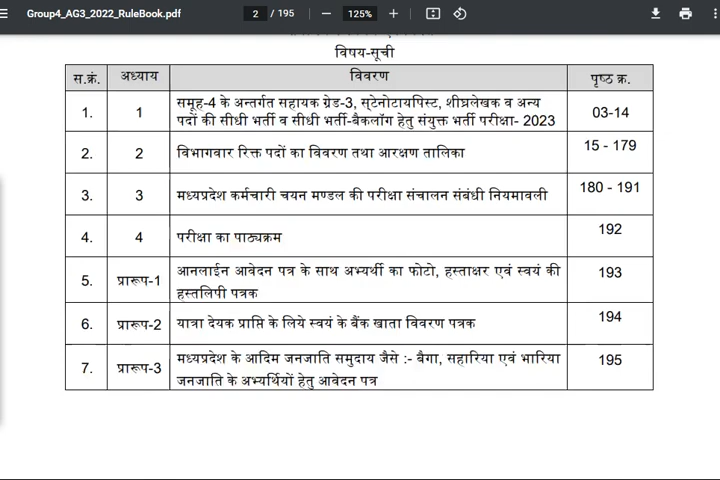 Group4_AG3_2022_RuleBook.pdf
2 / 195
125%
विषय-सूची
स.क्रं. अध्याय विवरण पृष्ठ क्र.
1. 1 समूह-4 के अन्तर्गत सहायक ग्रेड-3, स्टेनोटायपिस्ट, शीघ्रलेखक व अन्य
पदों की सीधी भर्ती व सीधी भर्ती-बैकलॉग हेतु संयुक्त भर्ती परीक्षा- 2023 03-14
2. 2 विभागवार रिक्त पदों का विवरण तथा आरक्षण तालिका 15 - 179
3. 3 मध्यप्रदेश कर्मचारी चयन मण्डल की परीक्षा संचालन संबंधी नियमावली 180 - 191
4. 4 परीक्षा का पाठ्यक्रम 192
5. प्रारूप-1 आनलाईन आवेदन पत्र के साथ अभ्यर्थी का फोटो, हस्ताक्षर एवं स्वयं की
हस्तलिपी पत्रक 193
6. प्रारूप-2 यात्रा देयक प्राप्ति के लिये स्वयं के बैंक खाता विवरण पत्रक 194
7. प्रारूप-3 मध्यप्रदेश के आदिम जनजाति समुदाय जैसे :- बैगा, सहारिया एवं भारिया
जनजाति के अभ्यर्थियों हेतु आवेदन पत्र 195